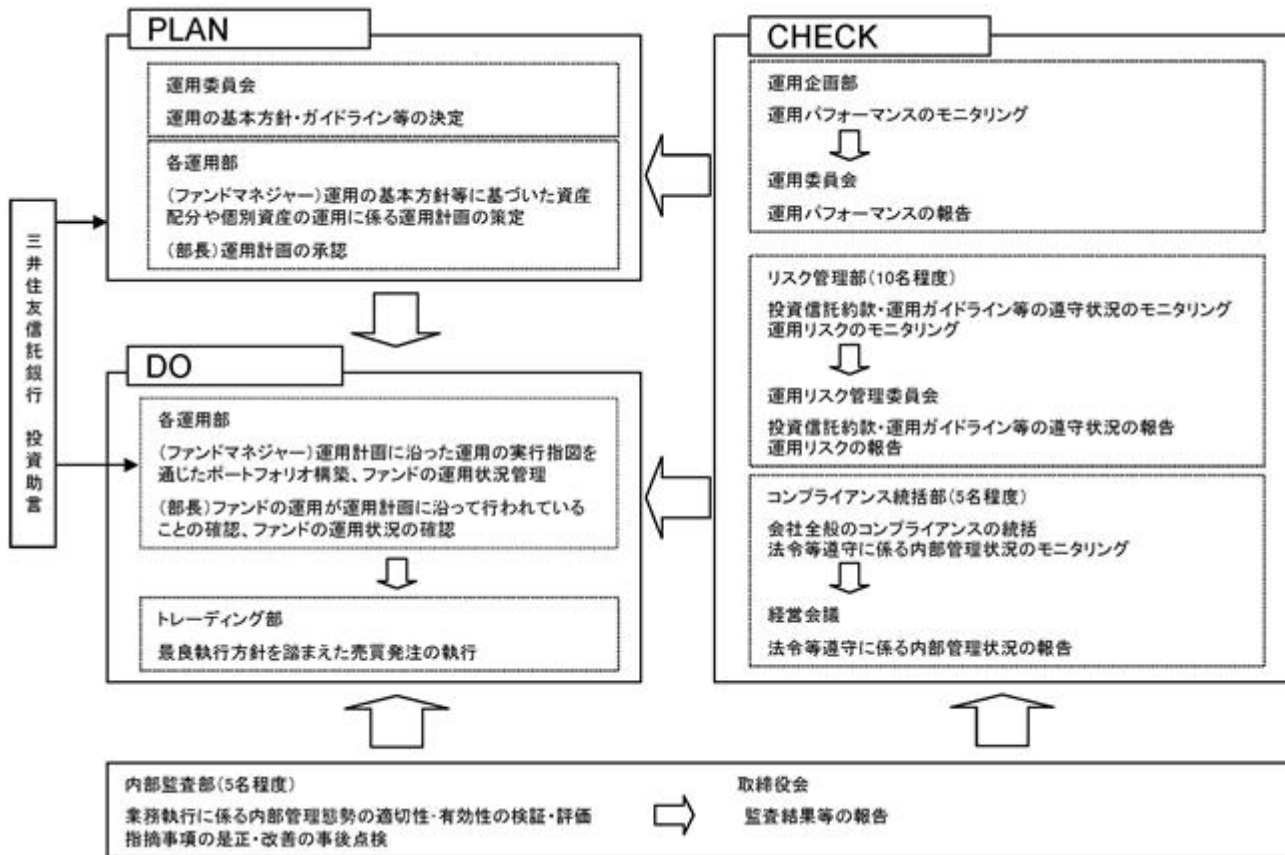 PLAN
運用委員会
運用の基本方針・ガイドライン等の決定
各運用部
(ファンドマネジャー)運用の基本方針等に基づいた資産
配分や個別資産の運用に係る運用計画の策定
(部長)運用計画の承認
三井住友信託銀行 投資助言
DO
各運用部
(ファンドマネジャー)運用計画に沿った運用の実行指図を
通じたポートフォリオ構築、ファンドの運用状況管理
(部長)ファンドの運用が運用計画に沿って行われている
ことの確認、ファンドの運用状況の確認
トレーディング部
最良執行方針を踏まえた売買発注の執行
CHECK
運用企画部
運用パフォーマンスのモニタリング
運用委員会
運用パフォーマンスの報告
リスク管理部(10名程度)
投資信託約款・運用ガイドライン等の遵守状況のモニタリング
運用リスクのモニタリング
運用リスク管理委員会
投資信託約款・運用ガイドライン等の遵守状況の報告
運用リスクの報告
コンプライアンス統括部(5名程度)
会社全般のコンプライアンスの統括
法令等遵守に係る内部管理状況のモニタリング
経営会議
法令等遵守に係る内部管理状況の報告
内部監査部(5名程度)
業務執行に係る内部管理態勢の適切性・有効性の検証・評価
指摘事項の是正・改善の事後点検
取締役会
監査結果等の報告